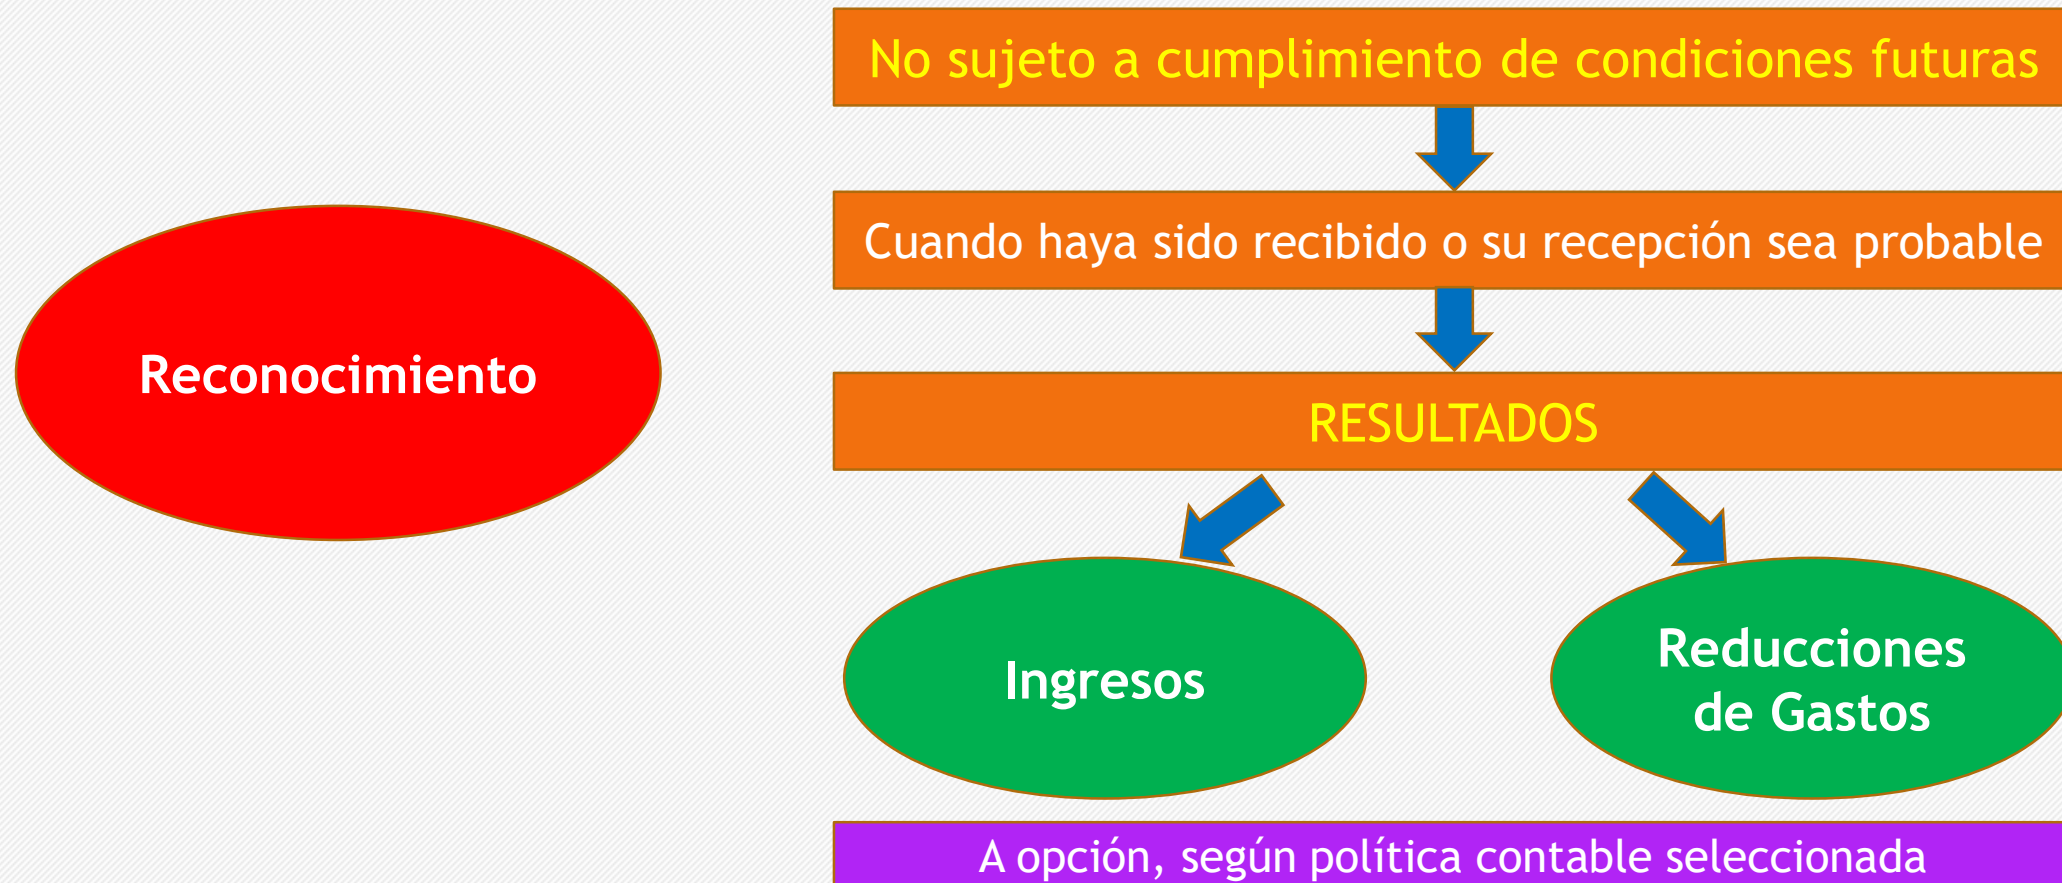 No sujeto a cumplimiento de condiciones futuras
Cuando haya sido recibido o su recepción sea probable
Reconocimiento
RESULTADOS
Ingresos
Reducciones
de Gastos
A opción, según política contable seleccionada